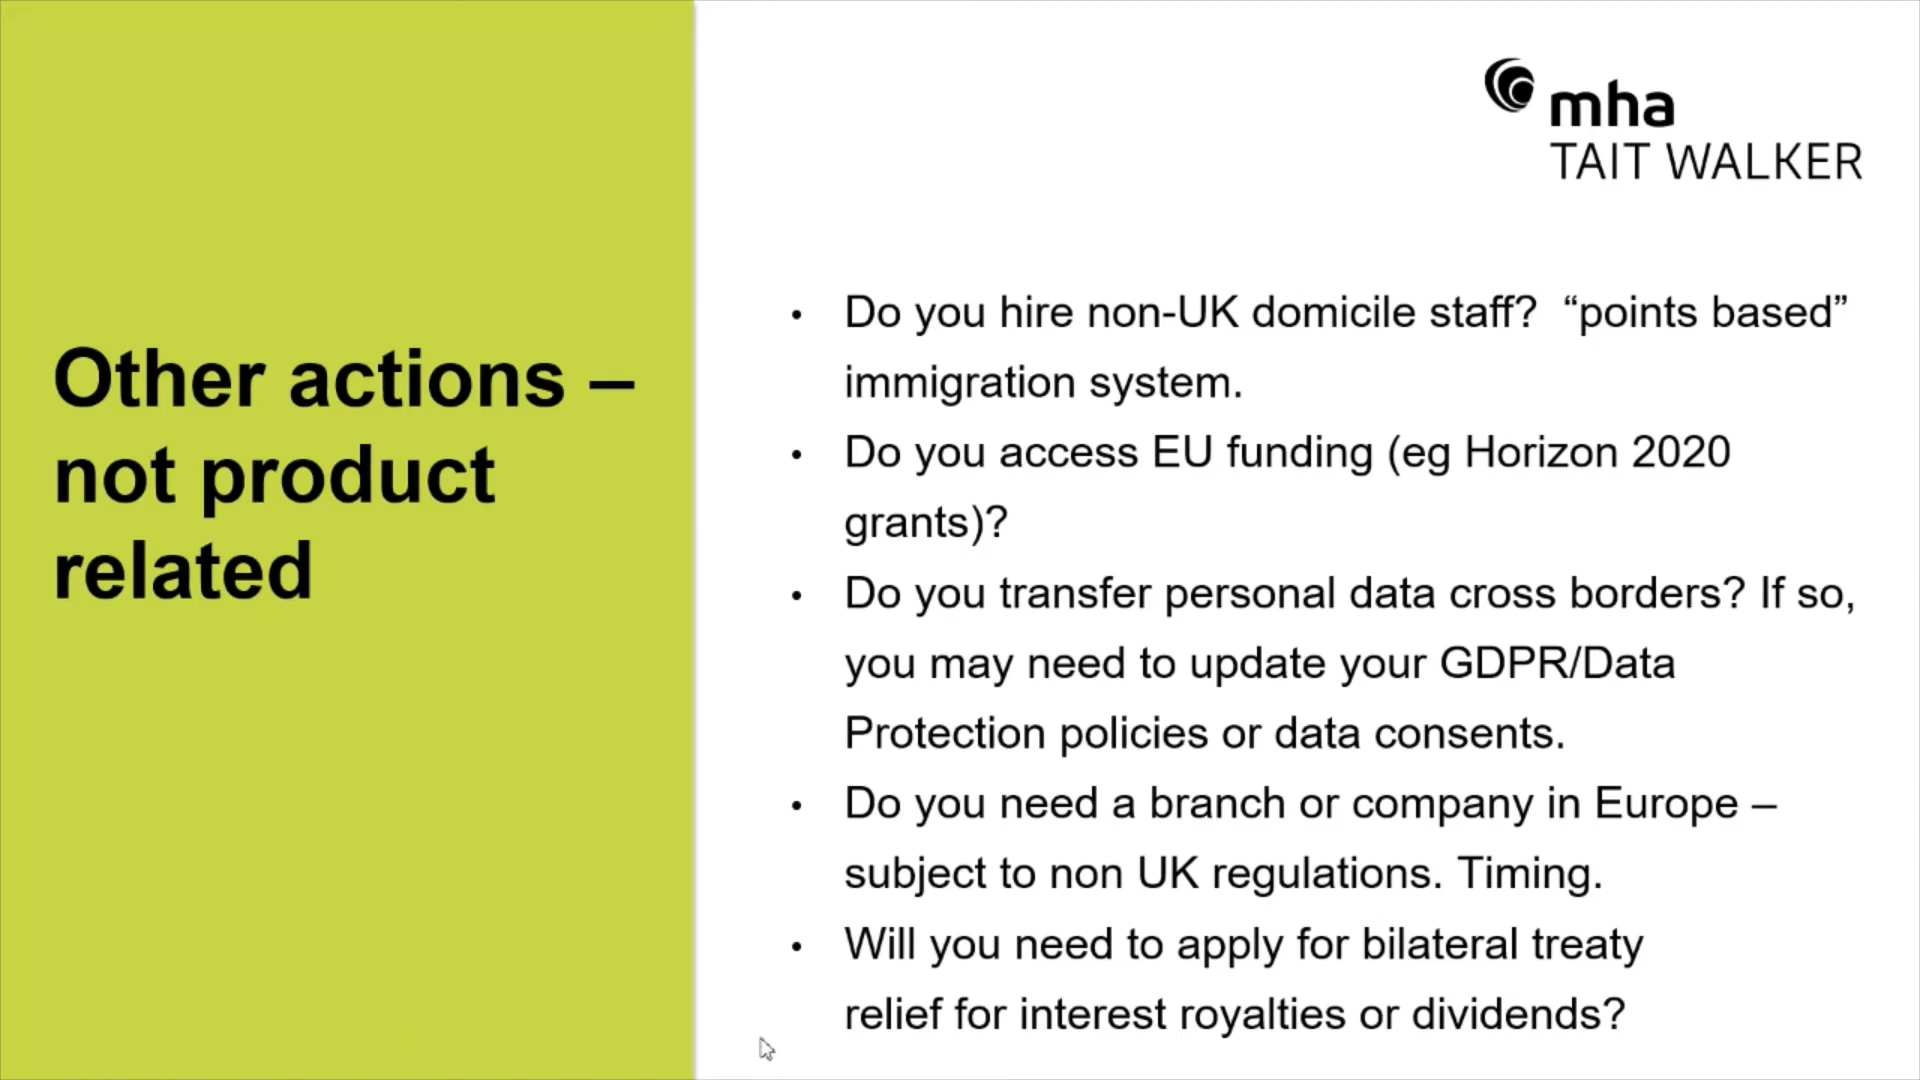 Other actions –
not product
related
mha
TAIT WALKER
• Do you hire non-UK domicile staff?  “points based”
immigration system.
• Do you access EU funding (eg Horizon 2020
grants)?
• Do you transfer personal data cross borders? If so,
you may need to update your GDPR/Data
Protection policies or data consents.
• Do you need a branch or company in Europe –
subject to non UK regulations. Timing.
• Will you need to apply for bilateral treaty
relief for interest royalties or dividends?